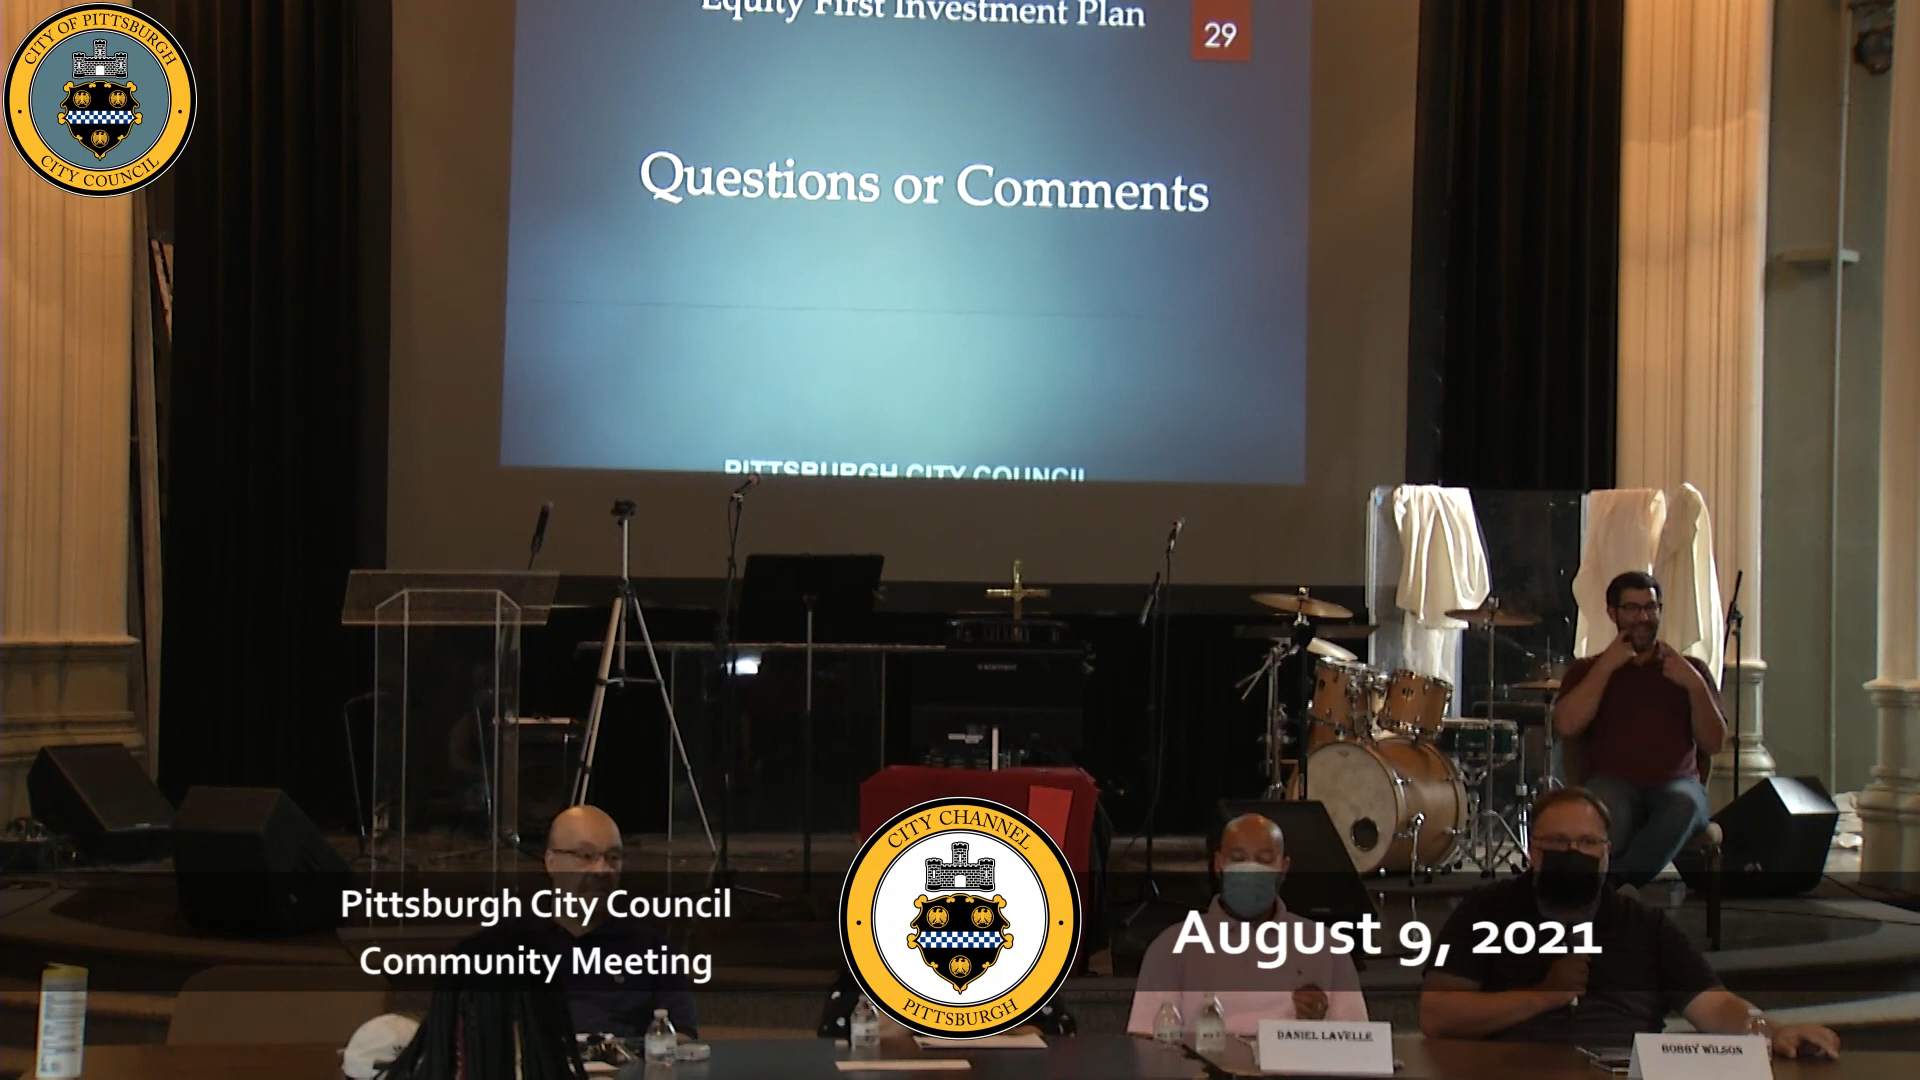 CITY OF PITTSBURGH
CITY COUNCIL
Equity First Investment Plan
29
Questions or Comments
PITTSBURGH CITY COUNCIL
Pittsburgh City Council
Community Meeting
CITY CHANNEL
PITTSBURGH
August 9, 2021
DANIEL LAVELLE
BOBBY WILSON